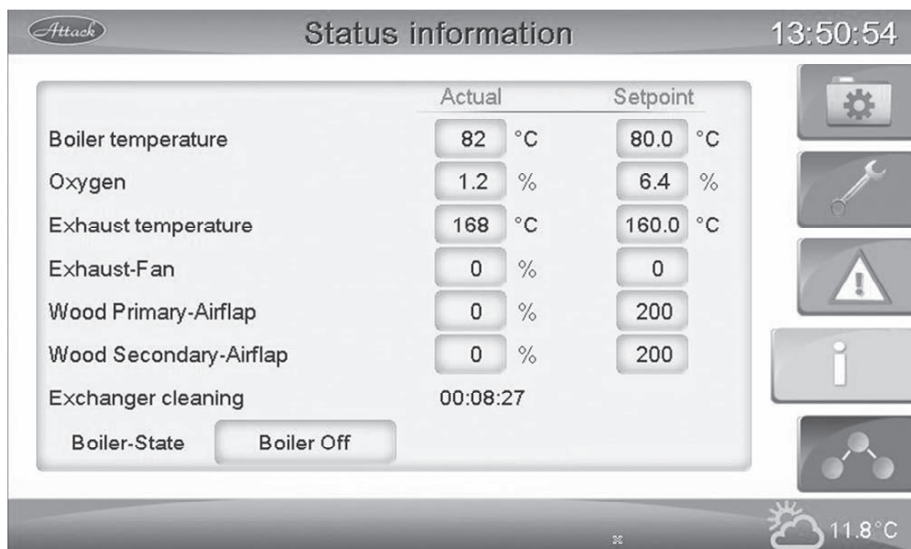 Attack Status information 13:50:54
Actual Setpoint
Boiler temperature 82 °C 80.0 °C
Oxygen 1.2 % 6.4 %
Exhaust temperature 168 °C 160.0 °C
Exhaust-Fan 0 % 0
Wood Primary-Airflap 0 % 200
Wood Secondary-Airflap 0 % 200
Exchanger cleaning 00:08:27
Boiler-State Boiler Off
11.8°C